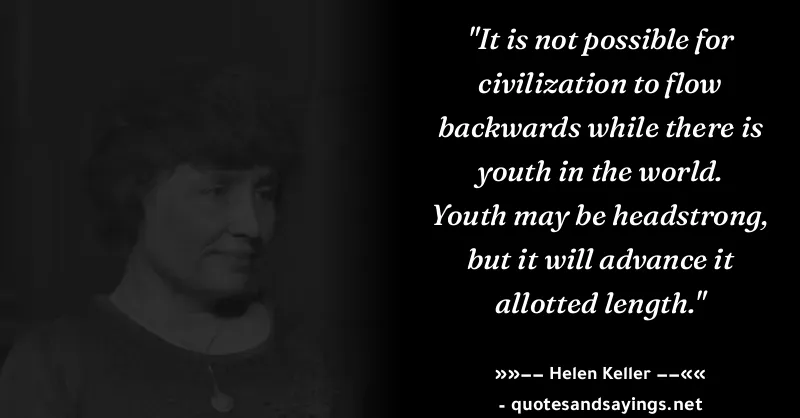 "It is not possible for
civilization to flow
backwards while there is
youth in the world.
Youth may be headstrong,
but it will advance it
allotted length."
»»−− Helen Keller −−««
- quotesandsayings.net